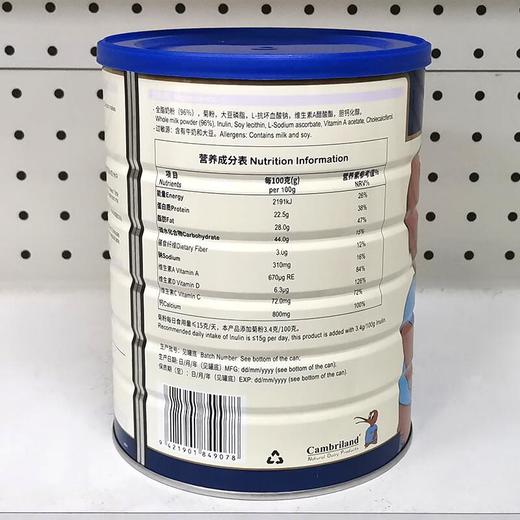 全脂奶粉（96%），菊粉，大豆磷脂，L-抗坏血酸钠，维生素A醋酸酯，胆钙化醇。
Whole milk powder (96%), Inulin, Soy lecithin, L-Sodium ascorbate, Vitamin A acetate, Cholecalciferol.
过敏源：含有牛奶和大豆。Allergens: Contains milk and soy.
营养成分表 Nutrition Information
项目 Nutrients 每100克(g) per 100g 营养素参考值% NRV%
能量Energy 2191kJ 26%
蛋白质Protein 22.5g 38%
脂肪Fat 28.0g 47%
碳水化合物Carbohydrate 44.0g 15%
膳食纤维Dietary Fiber 3.0g 12%
钠Sodium 310mg 16%
维生素A Vitamin A 670μg RE 84%
维生素D Vitamin D 6.3μg 126%
维生素C Vitamin C 72.0mg 72%
钙Calcium 800mg 100%
菊粉每日食用量≤15克/天，本产品添加菊粉3.4克/100克。
Recommended daily intake of Inulin is ≤15g per day, this product is added with 3.4g/100g Inulin.
生产批号：见罐底 Batch Number: See bottom of the can;
生产日期：日/月/年（见罐底）MFG: dd/mm/yyyy (see bottom of the can);
保质期（至）：日/月/年（见罐底）EXP: dd/mm/yyyy (see bottom of the can).
9 421901 849078
Cambriland
Natural Dairy Products